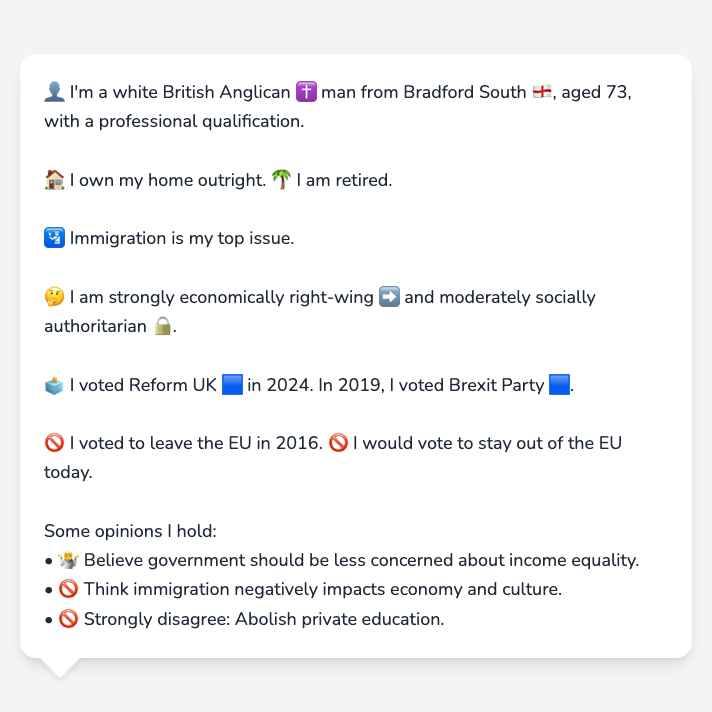 👤 I'm a white British Anglican ✝️ man from Bradford South 🏴󠁧󠁢󠁥󠁮󠁧󠁿, aged 73,
with a professional qualification.
🏠 I own my home outright. 🌴 I am retired.
🛂 Immigration is my top issue.
🤔 I am strongly economically right-wing ➡️ and moderately socially
authoritarian 🔒.
🗳️ I voted Reform UK 🟦 in 2024. In 2019, I voted Brexit Party 🟦.
🚫 I voted to leave the EU in 2016. 🚫 I would vote to stay out of the EU
today.
Some opinions I hold:
• 🤷 Believe government should be less concerned about income equality.
• 🚫 Think immigration negatively impacts economy and culture.
• 🚫 Strongly disagree: Abolish private education.